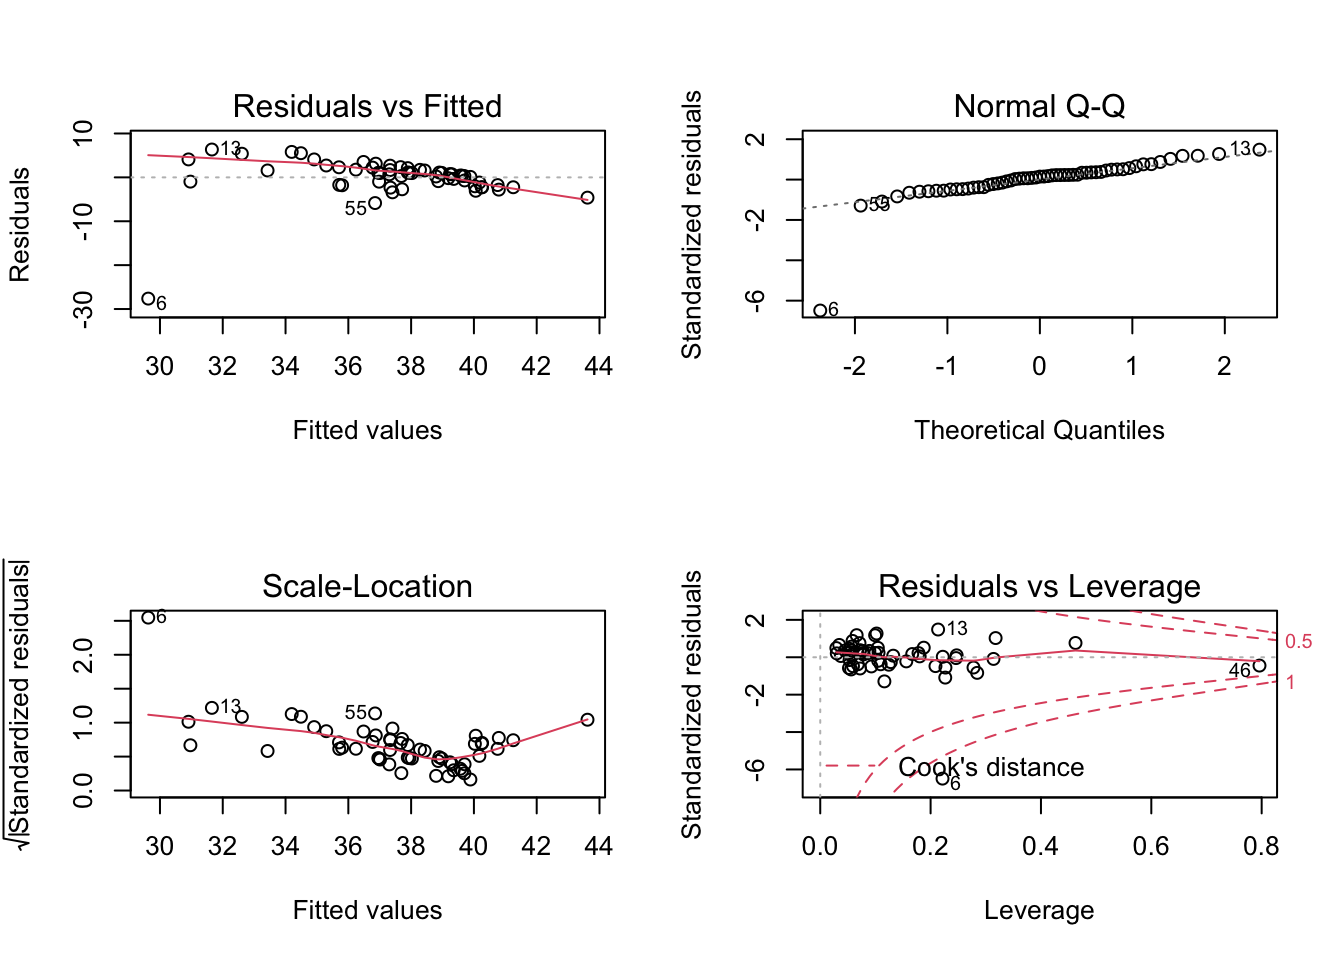 Residuals vs Fitted
Residuals
10
-10
-30
13
55
6
30 32 34 36 38 40 42 44
Fitted values
Normal Q-Q
Standardized residuals
2
-2
-6
13
55
6
-2 -1 0 1 2
Theoretical Quantiles
Scale-Location
√|Standardized residuals|
2.0
1.0
0.0
6
13
55
30 32 34 36 38 40 42 44
Fitted values
Residuals vs Leverage
Standardized residuals
2
-2
-6
13
0.5
46
1
Cook's distance
6
0.0 0.2 0.4 0.6 0.8
Leverage